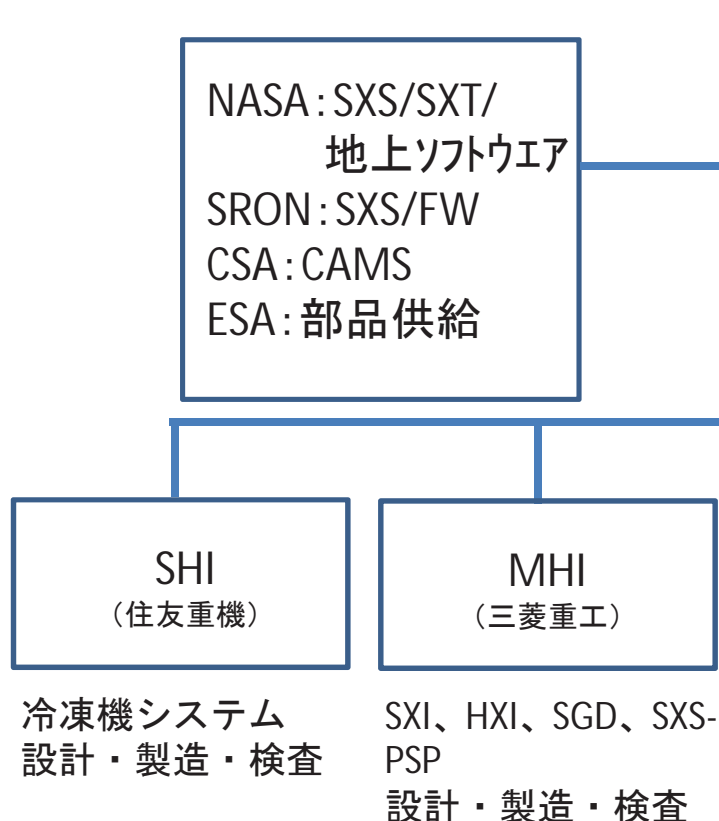 NASA:SXS/SXT/
地上ソフトウエア
SRON:SXS/FW
CSA:CAMS
ESA:部品供給
SHI
（住友重機）
MHI
（三菱重工）
冷凍機システム
設計・製造・検査
SXI、HXI、SGD、SXS-
PSP
設計・製造・検査